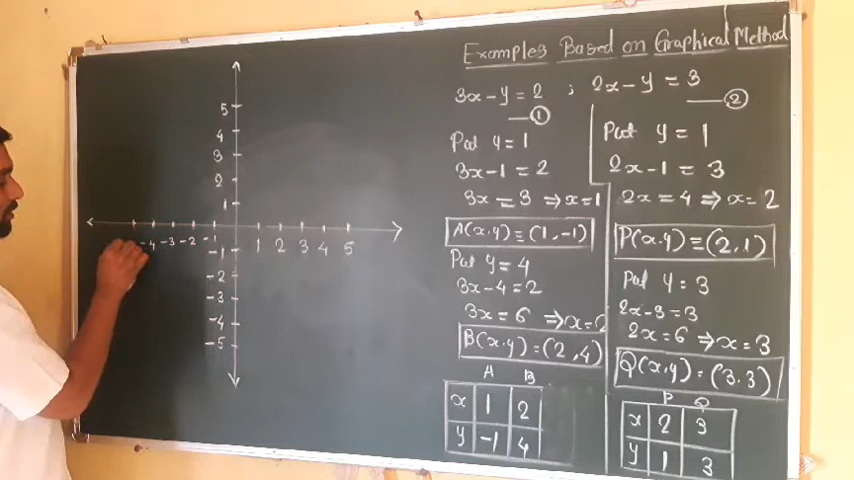 Examples Based on Graphical Method
3x-y=2 ; 2x-y=3
1
2
Put y=1
3x-1=2
3x=3 ⇒x=1
A(x,y)≡(1,-1)
Put y=4
3x-4=2
3x=6 ⇒x=2
B(x,y)=(2,4)
A B
x 1 2
y -1 4
Put y=1
2x-1=3
2x=4 ⇒x=2
P(x,y)≡(2,1)
Put y=3
2x-3=3
2x=6 ⇒x=3
Q(x,y)=(3,3)
P Q
x 2 3
y 1 3
5
4
3
2
1
-4 -3 -2 -1 1 2 3 4 5
-1
-2
-3
-4
-5